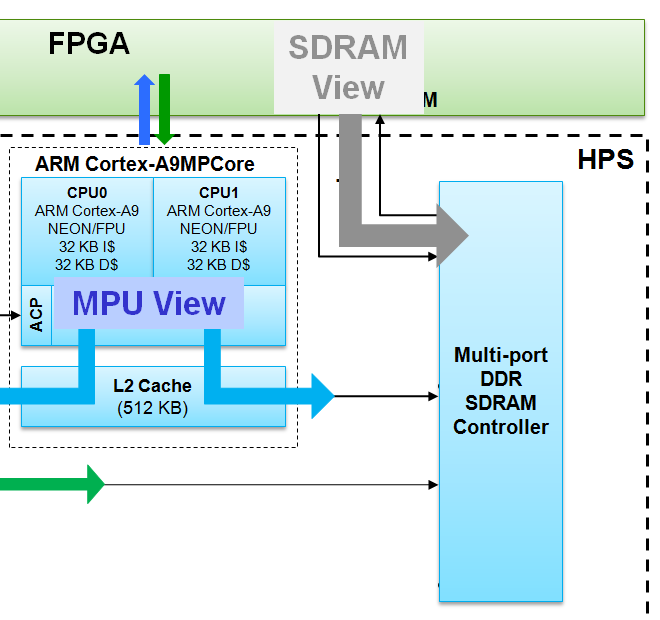 FPGA
SDRAM
View
M
HPS
ARM Cortex-A9MPCore
CPU0
ARM Cortex-A9
NEON/FPU
32 KB I$
32 KB D$
CPU1
ARM Cortex-A9
NEON/FPU
32 KB I$
32 KB D$
ACP
MPU View
L2 Cache
(512 KB)
Multi-port
DDR
SDRAM
Controller